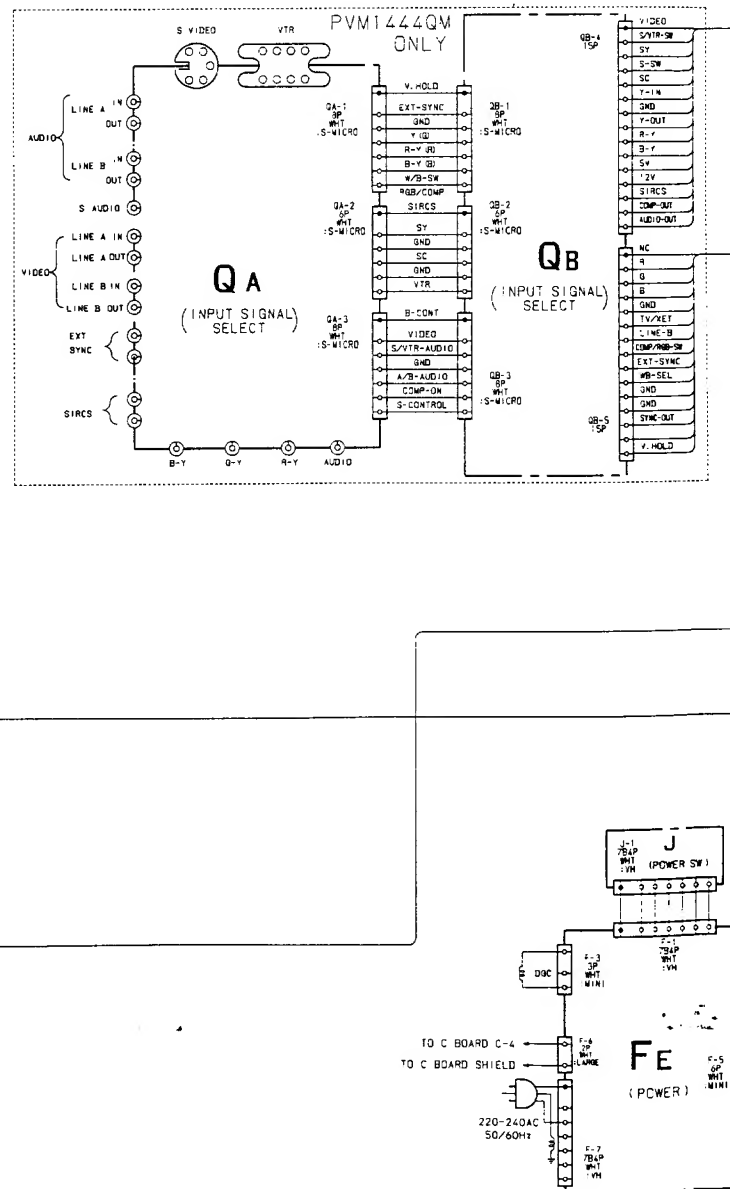 PVM1444QM
ONLY
S VIDEO
VTR
AUDIO
LINE A IN
OUT
LINE B IN
OUT
S AUDIO
VIDEO
LINE A IN
LINE A OUT
LINE B IN
LINE B OUT
EXT
SYNC
SIRCS
B-Y
R-Y
AUDIO
QA
(INPUT SIGNAL)
SELECT
QA-1
8P
WHT
:S-MICRO
V.HOLD
EXT-SYNC
GND
Y (G)
R-Y (R)
B-Y (B)
W/B-SW
RGB/COMP
QB-1
8P
WHT
:S-MICRO
QA-2
6P
WHT
:S-MICRO
SIRCS
SY
GND
SC
GND
VTR
QB-2
6P
WHT
:S-MICRO
QA-3
8P
WHT
:S-MICRO
B-CONT
VIDEO
S/VTR-AUDIO
GND
A/B-AUDIO
COMP-ON
S-CONTROL
QB-3
8P
WHT
:S-MICRO
QB
(INPUT SIGNAL)
SELECT
QB-4
15P
VIDEO
S/VTR-SW
SY
S-SW
SC
Y-IN
GND
Y-OUT
R-Y
B-Y
12V
SIRCS
COMP-OUT
AUDIO-OUT
QB-5
15P
NC
R
G
B
GND
TV/XET
LINE-B
COMP/RGB-SW
EXT-SYNC
WB-SEL
GND
GND
SYNC-OUT
V.HOLD
J-1
7B4P
WHT
:VH
J
(POWER SW)
F-1
7B4P
WHT
:VH
DGC
F-3
3P
WHT
:MINI
TO C BOARD C-4
TO C BOARD SHIELD
F-6
2P
WHT
:LARGE
FE
(POWER)
F-5
6P
WHT
:MINI
220-240AC
50/60Hz
F-7
7B4P
WHT
:VH